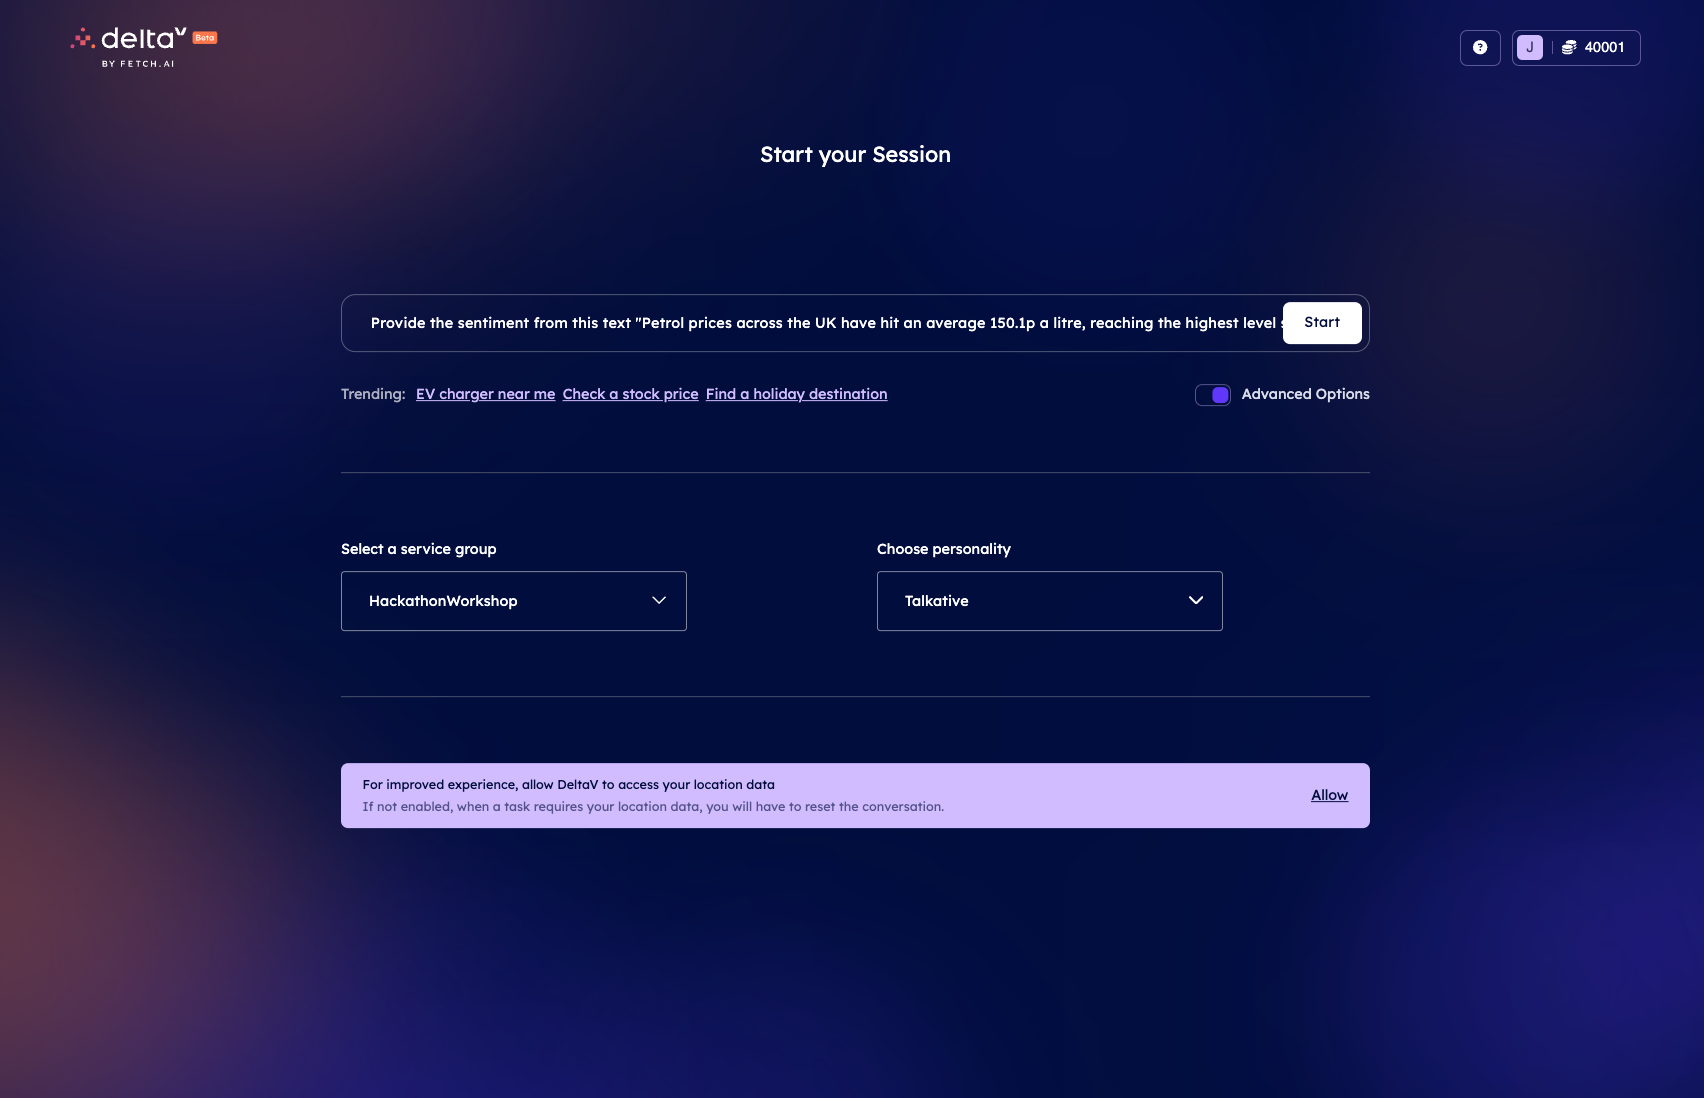 deltaV Beta
BY FETCH.AI
J 40001
Start your Session
Provide the sentiment from this text "Petrol prices across the UK have hit an average 150.1p a litre, reaching the highest level
Start
Trending: EV charger near me Check a stock price Find a holiday destination
Advanced Options
Select a service group
Choose personality
HackathonWorkshop
Talkative
For improved experience, allow DeltaV to access your location data
If not enabled, when a task requires your location data, you will have to reset the conversation.
Allow